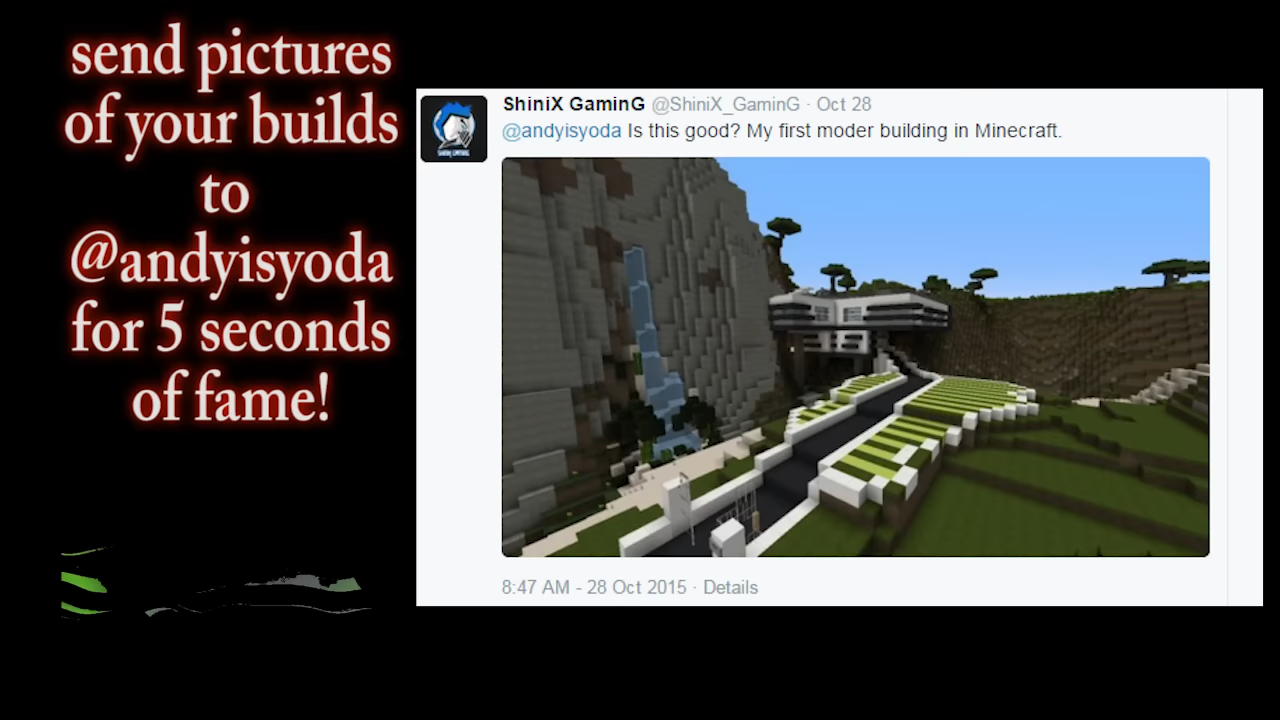 send pictures
of your builds
to
@andyisyoda
for 5 seconds
of fame!
ShiniX GaminG @ShiniX_GaminG · Oct 28
@andyisyoda Is this good? My first moder building in Minecraft.
8:47 AM - 28 Oct 2015 · Details